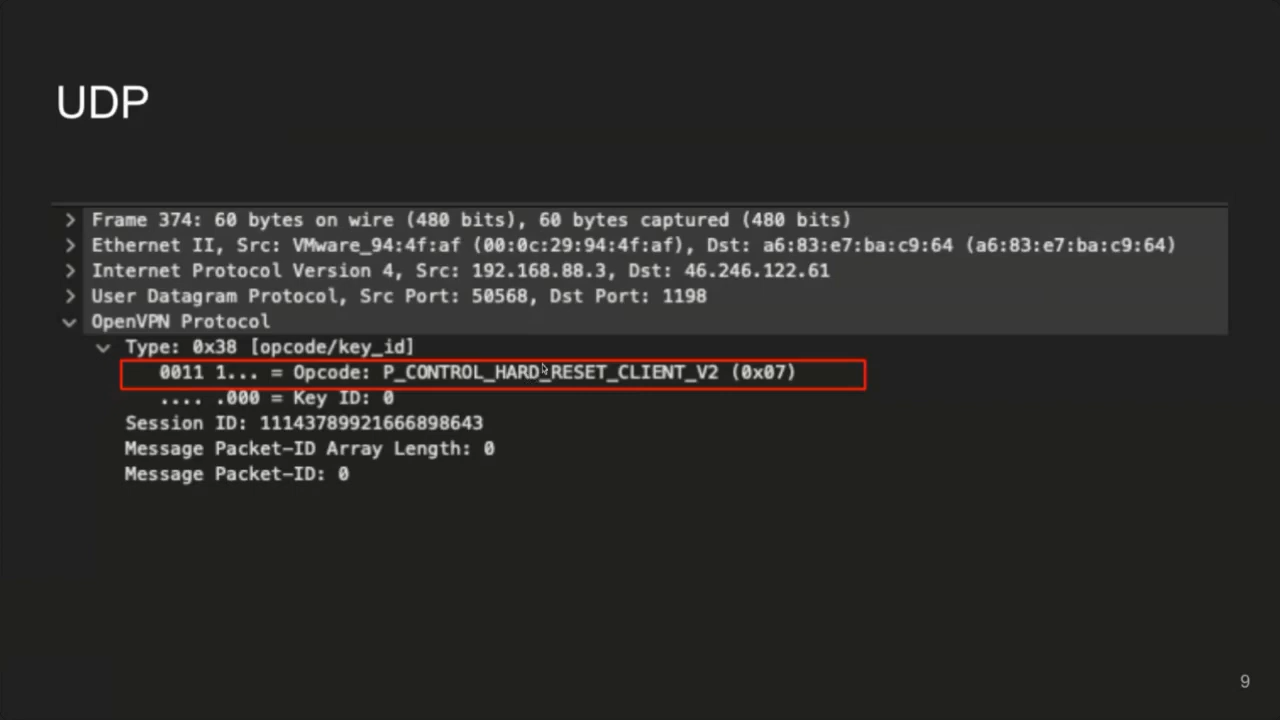 UDP
Frame 374: 60 bytes on wire (480 bits), 60 bytes captured (480 bits)
Ethernet II, Src: VMware_94:4f:af (00:0c:29:94:4f:af), Dst: a6:83:e7:ba:c9:64 (a6:83:e7:ba:c9:64)
Internet Protocol Version 4, Src: 192.168.88.3, Dst: 46.246.122.61
User Datagram Protocol, Src Port: 50568, Dst Port: 1198
OpenVPN Protocol
Type: 0x38 [opcode/key_id]
0011 1... = Opcode: P_CONTROL_HARD_RESET_CLIENT_V2 (0x07)
.... .000 = Key ID: 0
Session ID: 11143789921666898643
Message Packet-ID Array Length: 0
Message Packet-ID: 0
9